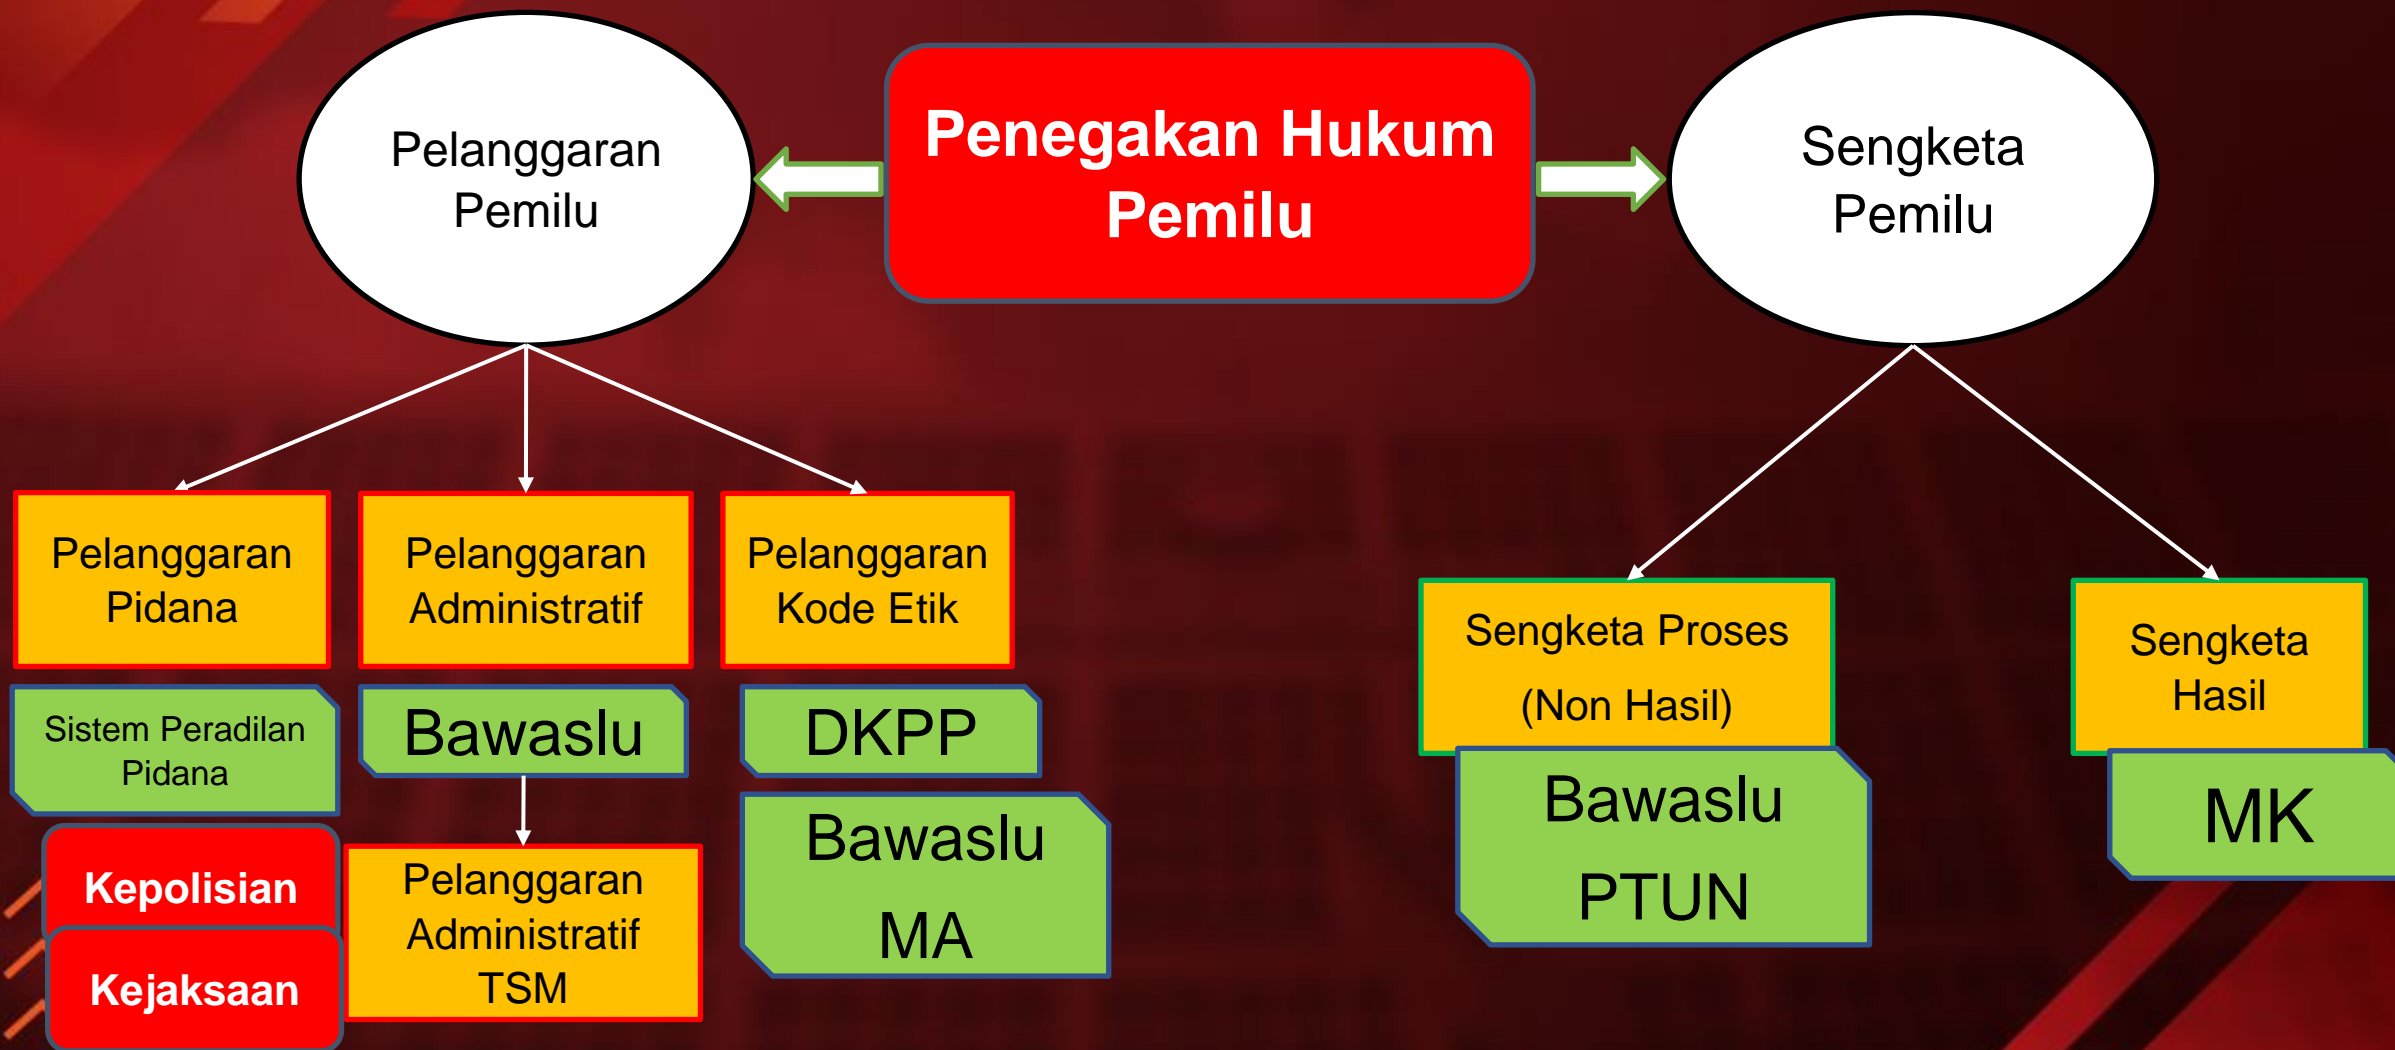 Penegakan Hukum
Pemilu
Pelanggaran
Pemilu
Sengketa
Pemilu
Pelanggaran
Pidana
Pelanggaran
Administratif
Pelanggaran
Kode Etik
Sistem Peradilan
Pidana
Bawaslu
DKPP
Kepolisian
Kejaksaan
Pelanggaran
Administratif
TSM
Bawaslu
MA
Sengketa Proses
(Non Hasil)
Bawaslu
PTUN
Sengketa
Hasil
MK